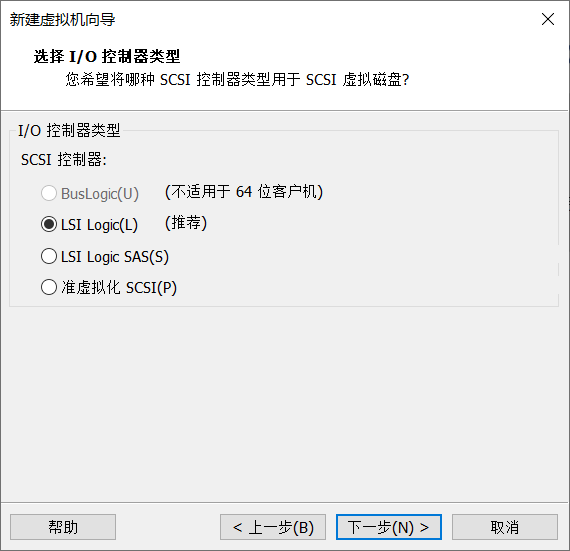 新建虚拟机向导
选择 I/O 控制器类型
您希望将哪种 SCSI 控制器类型用于 SCSI 虚拟磁盘?
I/O 控制器类型
SCSI 控制器:
BusLogic(U) (不适用于 64 位客户机)
LSI Logic(L) (推荐)
LSI Logic SAS(S)
准虚拟化 SCSI(P)
帮助 < 上一步(B) 下一步(N) > 取消